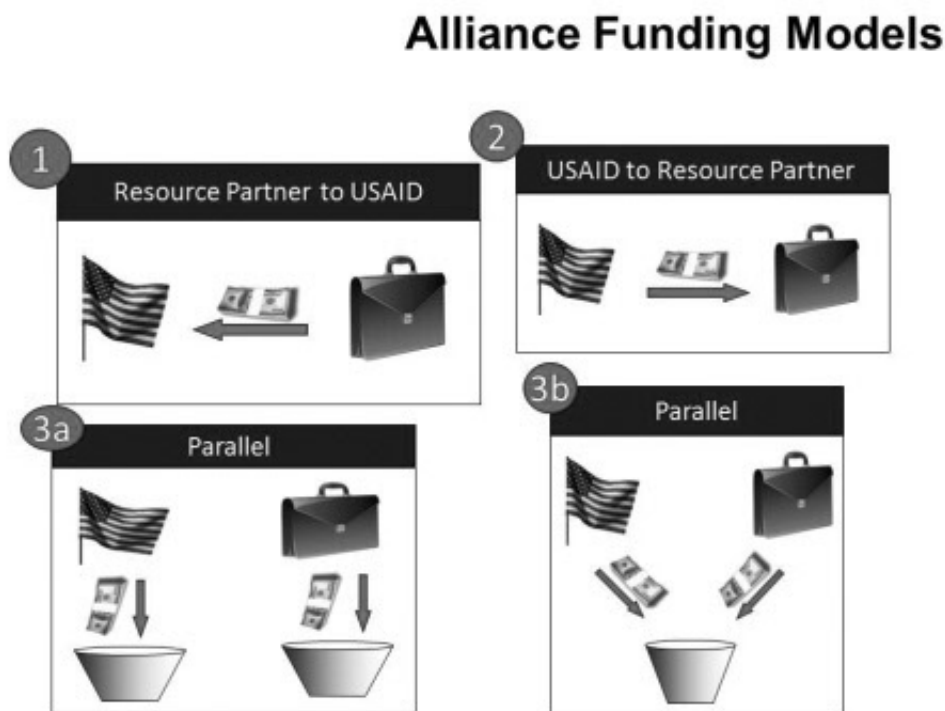 Alliance Funding Models
1
Resource Partner to USAID
2
USAID to Resource Partner
3a
Parallel
3b
Parallel